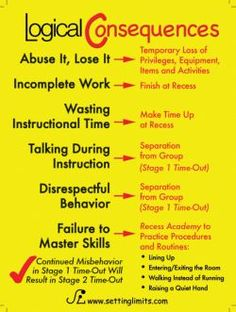 Logical Consequences
Abuse It, Lose It
Temporary Loss of
Privileges, Equipment,
Items and Activities
Incomplete Work
Finish at Recess
Wasting
Instructional Time
Make Time Up
at Recess
Talking During
Instruction
Separation
from Group
(Stage 1 Time-Out)
Disrespectful
Behavior
Separation
from Group
(Stage 1 Time-Out)
Failure to
Master Skills
Recess Academy to
Practice Procedures
and Routines:
• Lining Up
• Entering/Exiting the Room
• Walking Instead of Running
• Raising a Quiet Hand
Continued Misbehavior
in Stage 1 Time-Out Will
Result in Stage 2 Time-Out
www.settinglimits.com